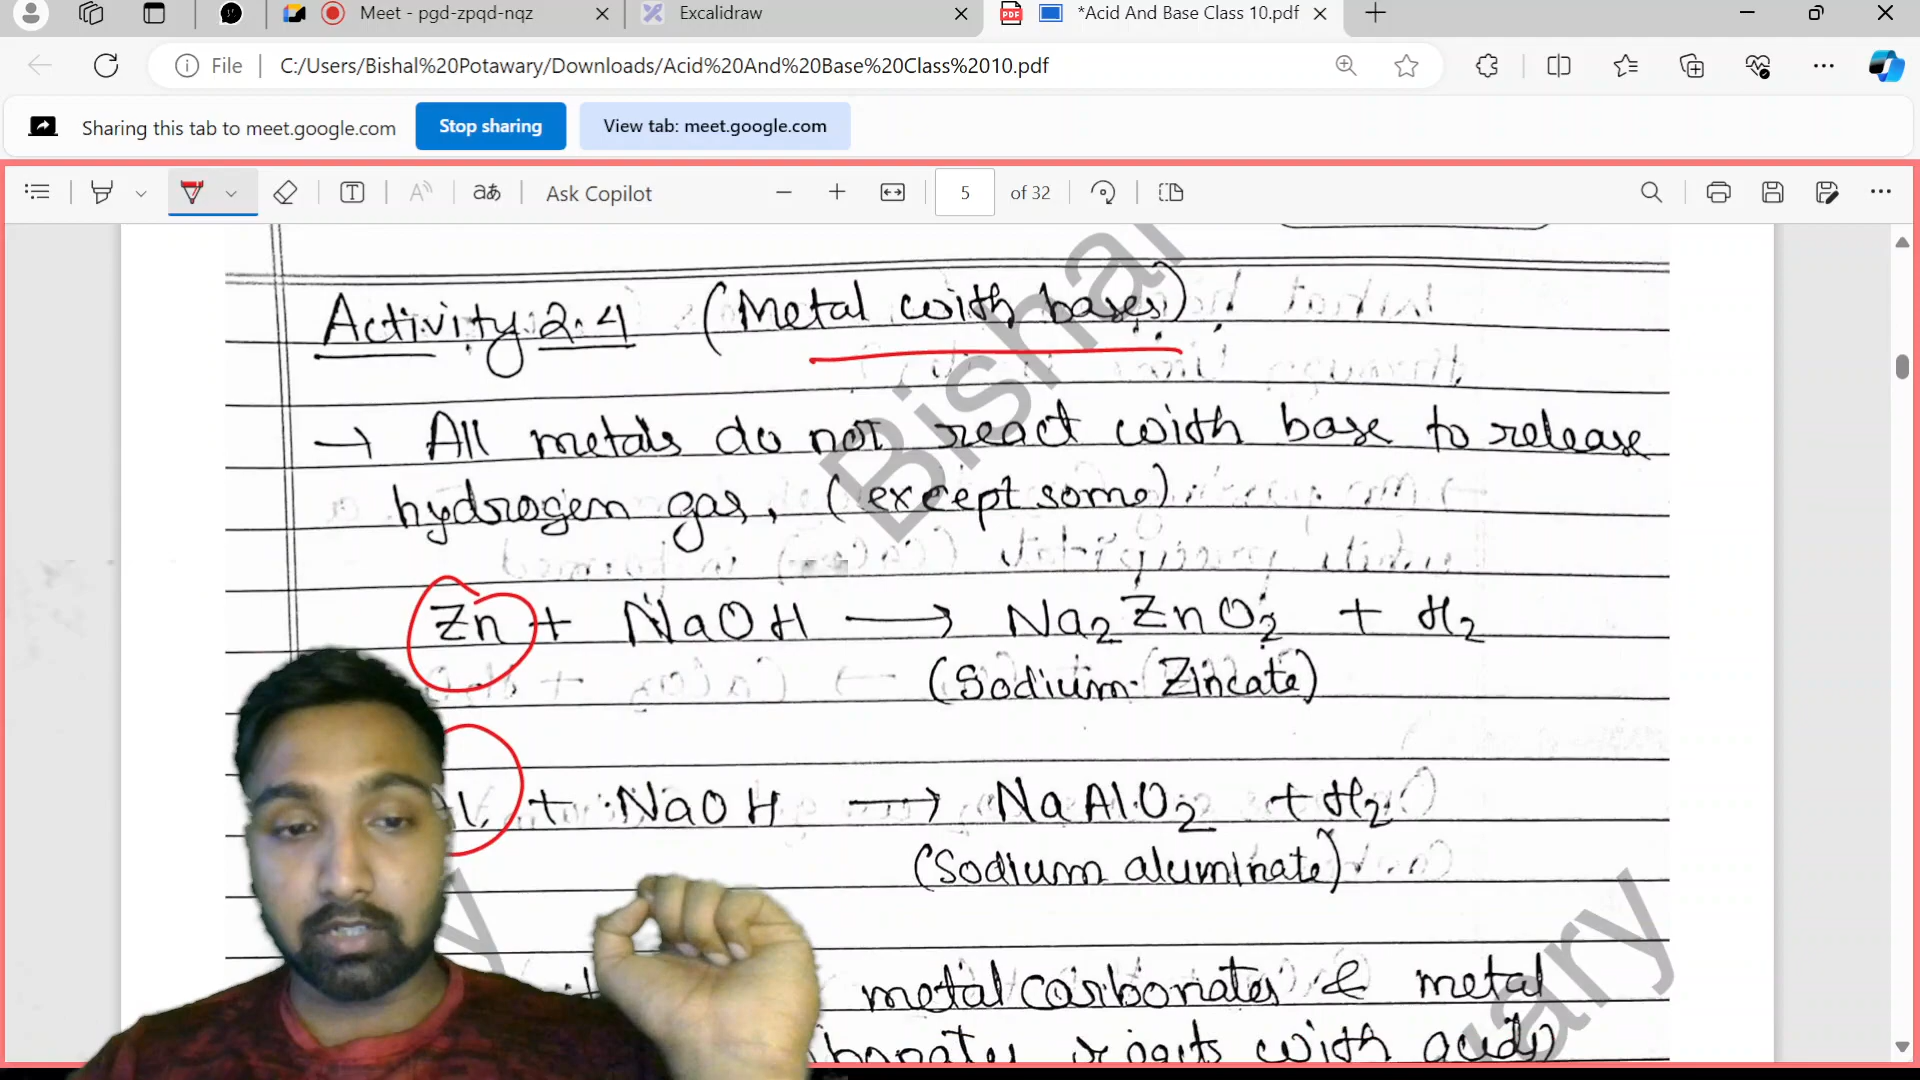 Meet - pgd-zpqd-nqz
Excalidraw
PDF
*Acid And Base Class 10.pdf
File
C:/Users/Bishal%20Potawary/Downloads/Acid%20And%20Base%20Class%2010.pdf
Sharing this tab to meet.google.com
Stop sharing
View tab: meet.google.com
Ask Copilot
5
of 32
Activity 2.4 (Metal with bases)
→ All metals do not react with base to release
hydrogen gas, (except some)
Zn + NaOH → Na2ZnO2 + H2
(Sodium Zincate)
+ NaOH → NaAlO2 + H2
(Sodium aluminate)
metal carbonates & metal
reacts with acids
Bishal